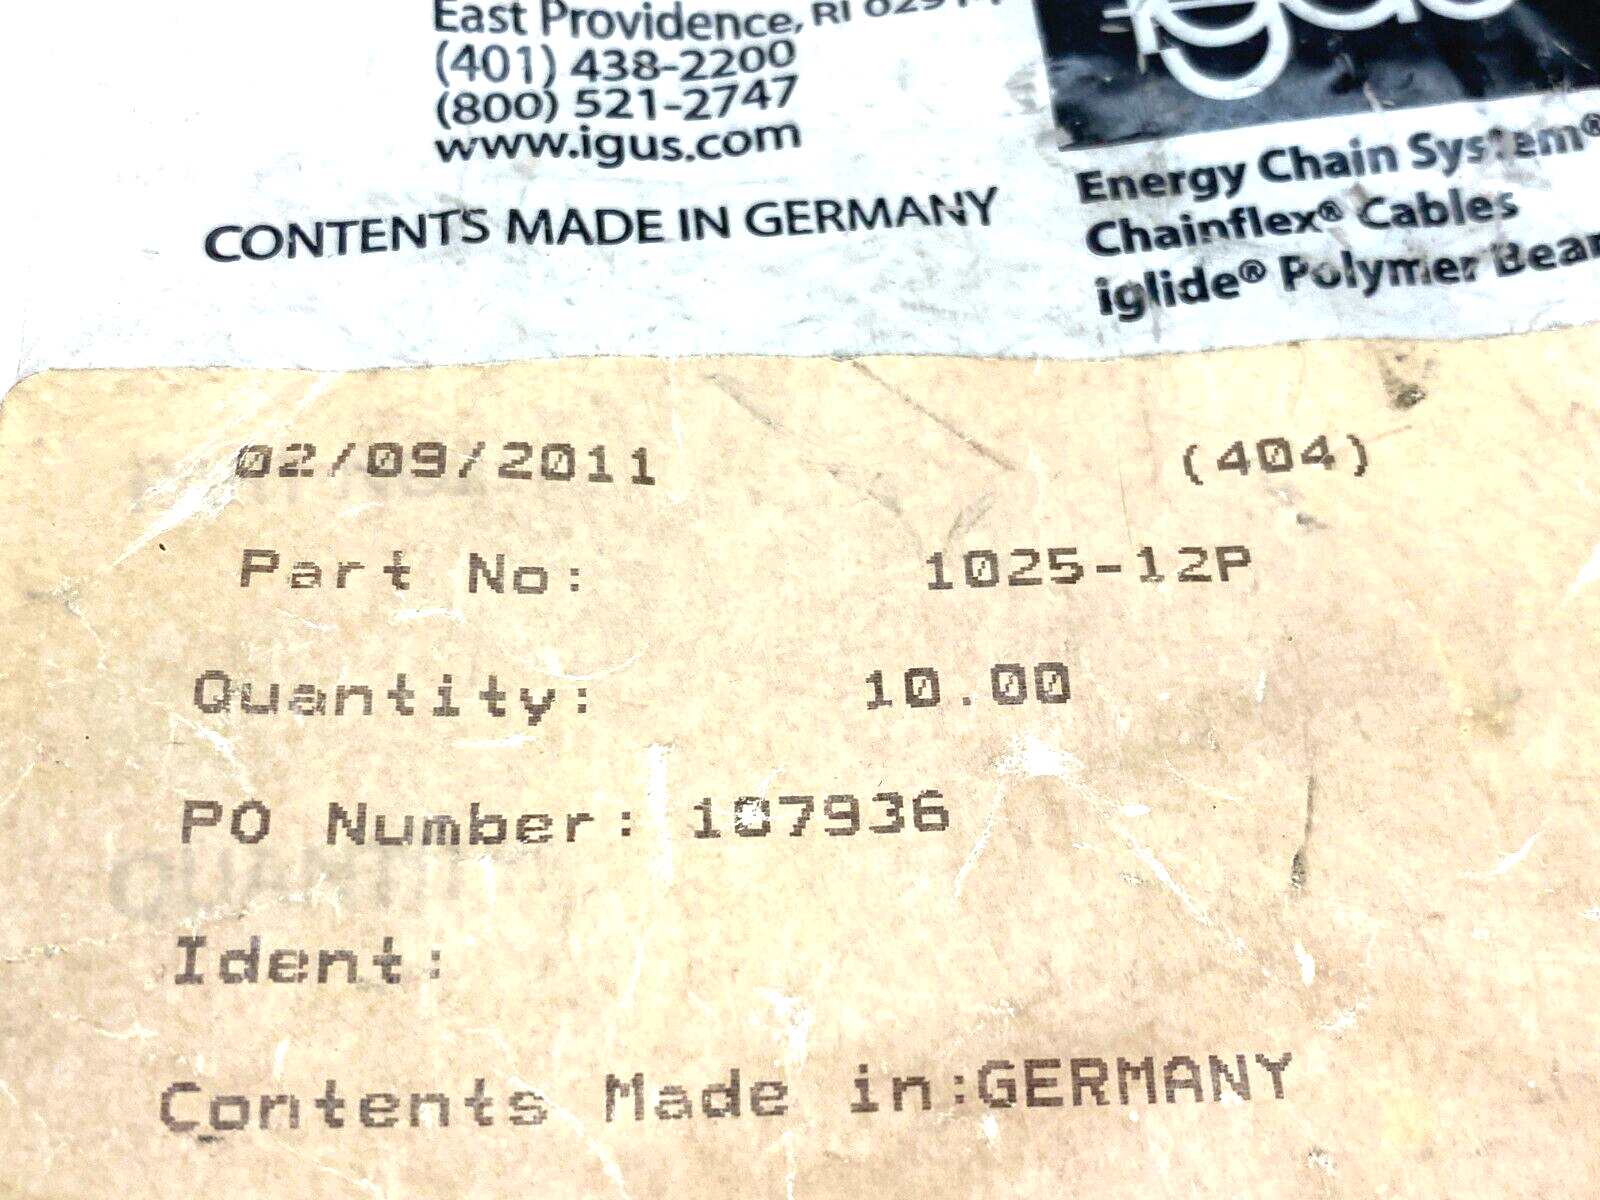 East Providence, RI 02914
(401) 438-2200
(800) 521-2747
www.igus.com
CONTENTS MADE IN GERMANY
igus
Energy Chain System®
Chainflex® Cables
iglide® Polymer
02/09/2011 (404)
Part No: 1025-12P
Quantity: 10.00
PO Number: 107936
Ident:
Contents Made in:GERMANY